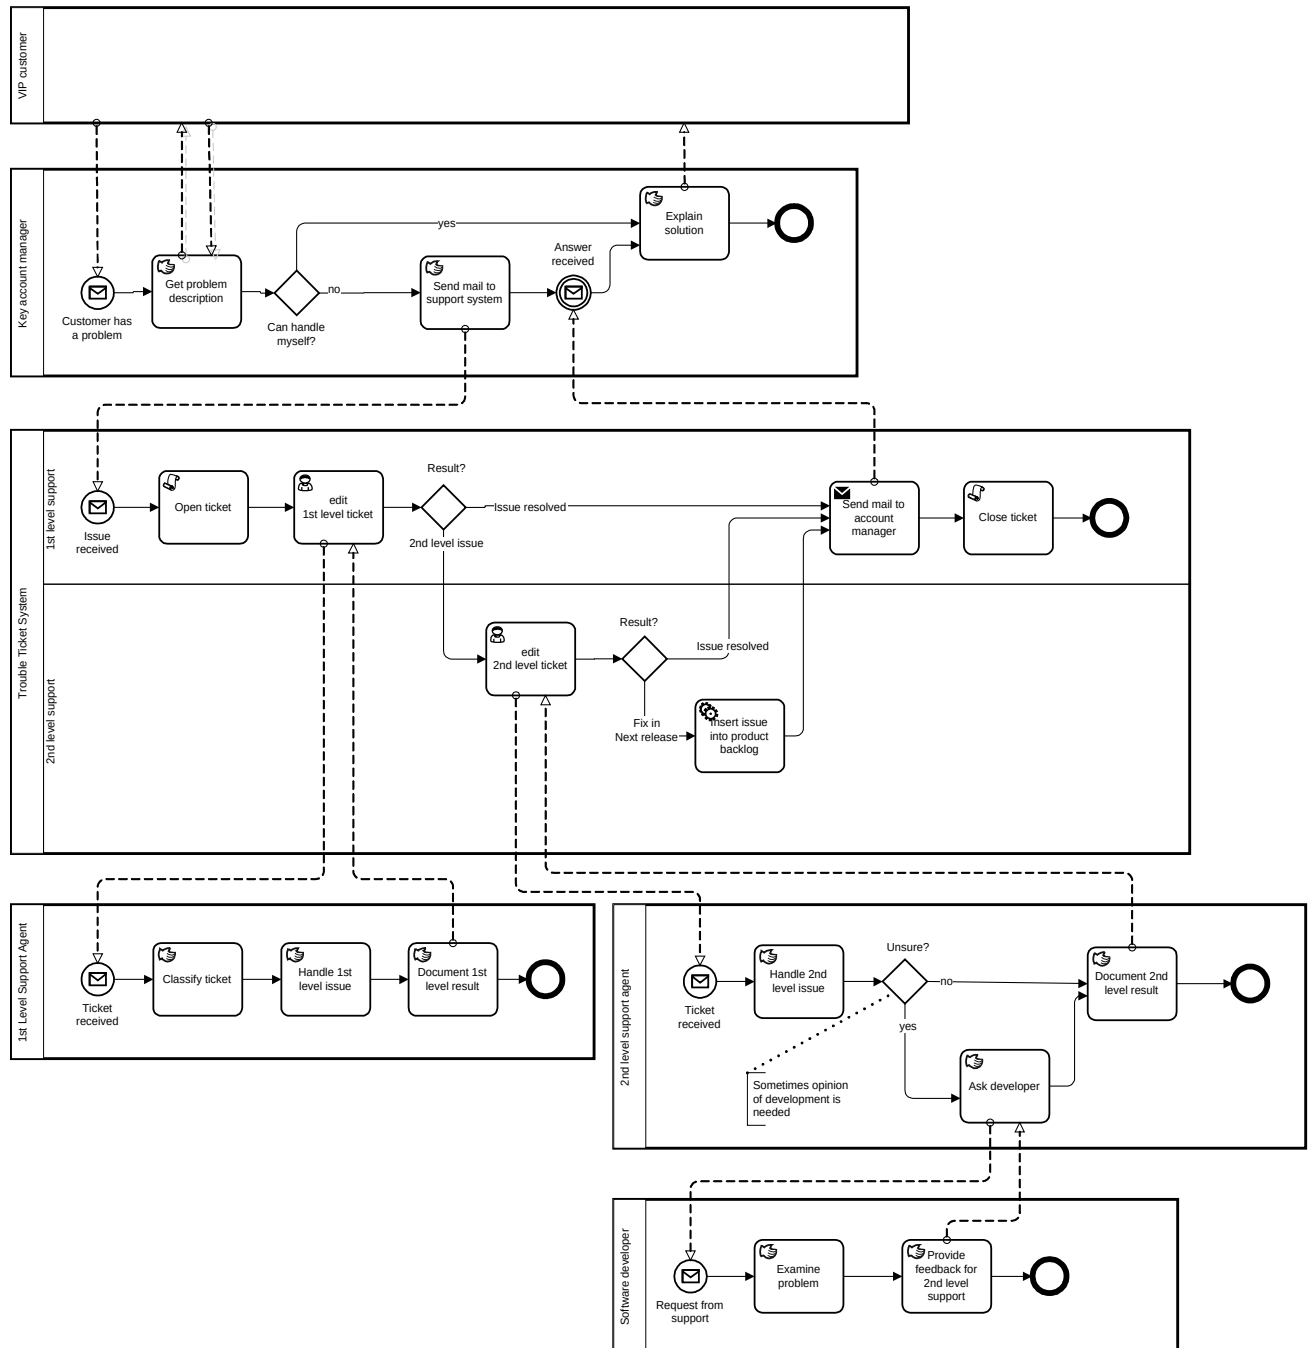 VIP customer
Key account manager
Customer has
a problem
Get problem
description
Can handle
myself?
yes
no
Send mail to
support system
Answer
received
Explain
solution
Trouble Ticket System
1st level support
Issue
received
Open ticket
edit
1st level ticket
Result?
Issue resolved
2nd level issue
Send mail to
account
manager
Close ticket
2nd level support
edit
2nd level ticket
Result?
Issue resolved
Fix in
Next release
Insert issue
into product
backlog
1st Level Support Agent
Ticket
received
Classify ticket
Handle 1st
level issue
Document 1st
level result
2nd level support agent
Ticket
received
Handle 2nd
level issue
Unsure?
no
yes
Sometimes opinion
of development is
needed
Ask developer
Document 2nd
level result
Software developer
Request from
support
Examine
problem
Provide
feedback for
2nd level
support